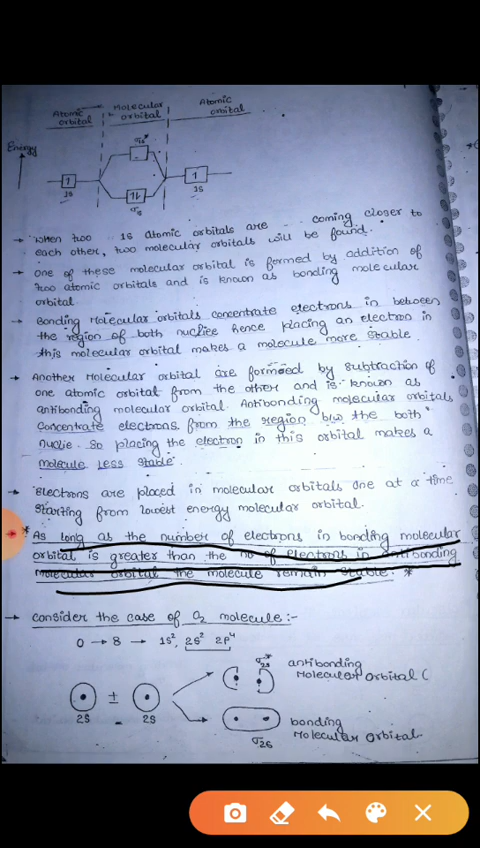 Atomic orbital
Molecular orbital
Atomic orbital
Energy
σ1s*
1
1S
1
1S
1L
σs
→ When two 1s atomic orbitals are coming closer to
each other, two molecular orbitals will be found.
→ One of these molecular orbital is formed by addition of
two atomic orbitals and is known as bonding molecular
orbital
→ Bonding Molecular orbitals concentrate electrons in between
the region of both nuclie hence placing an electron in
this molecular orbital makes a molecule more stable
→ Another Molecular orbital are formed by subtraction of
one atomic orbital from the other and is known as
antibonding molecular orbital. Antibonding molecular orbitals
concentrate electrons from the region b/w the both
nuclie. So placing the electron in this orbital makes a
molecule less stable.
→ Electrons are placed in molecular orbitals one at a time
starting from lowest energy molecular orbital.
* As long as the number of electrons in bonding molecular
orbital is greater than the no of electrons in antibonding
molecular orbital the molecule remain stable. *
→ consider the case of O2 molecule :-
O → 8 → 1s², 2s² 2p⁴
σ2s*
antibonding
Molecular Orbital (
±
2S
2S
bonding
Molecular Orbital
σ2s